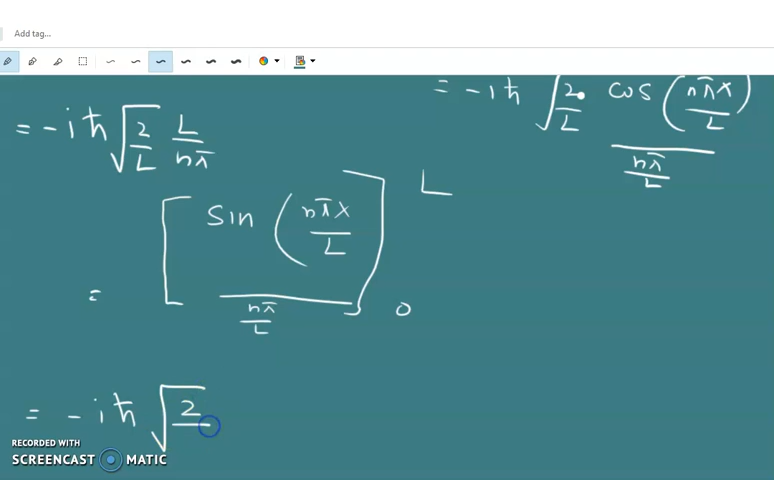 Add tag...
= -iħ √(2/L) cos (nπx/L) / (nπ/L)
= -iħ √(2/L) L/nπ
= [ sin (nπx/L) / (nπ/L) ] L 0
= -iħ √2
RECORDED WITH
SCREENCAST MATIC